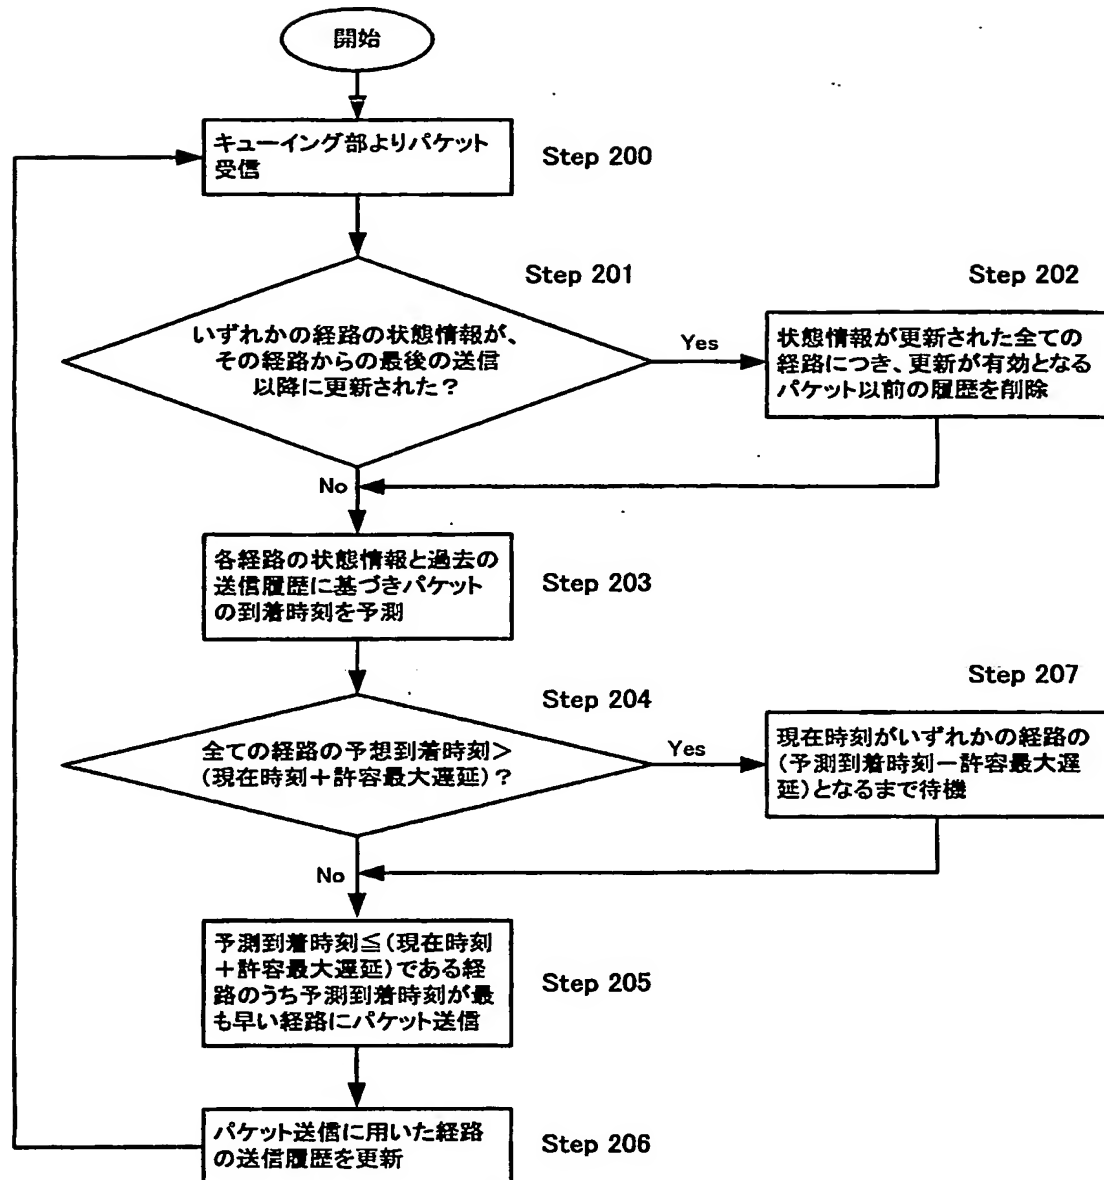 開始
キューイング部よりパケット
受信
Step 200
Step 201
いずれかの経路の状態情報が、
その経路からの最後の送信
以降に更新された?
Yes
Step 202
状態情報が更新された全ての
経路につき、更新が有効となる
パケット以前の履歴を削除
No
各経路の状態情報と過去の
送信履歴に基づきパケット
の到着時刻を予測
Step 203
Step 204
全ての経路の予想到着時刻>
(現在時刻+許容最大遅延)?
Yes
Step 207
現在時刻がいずれかの経路の
(予測到着時刻-許容最大遅
延)となるまで待機
No
予測到着時刻≦(現在時刻
+許容最大遅延)である経
路のうち予測到着時刻が最
も早い経路にパケット送信
Step 205
パケット送信に用いた経路
の送信履歴を更新
Step 206